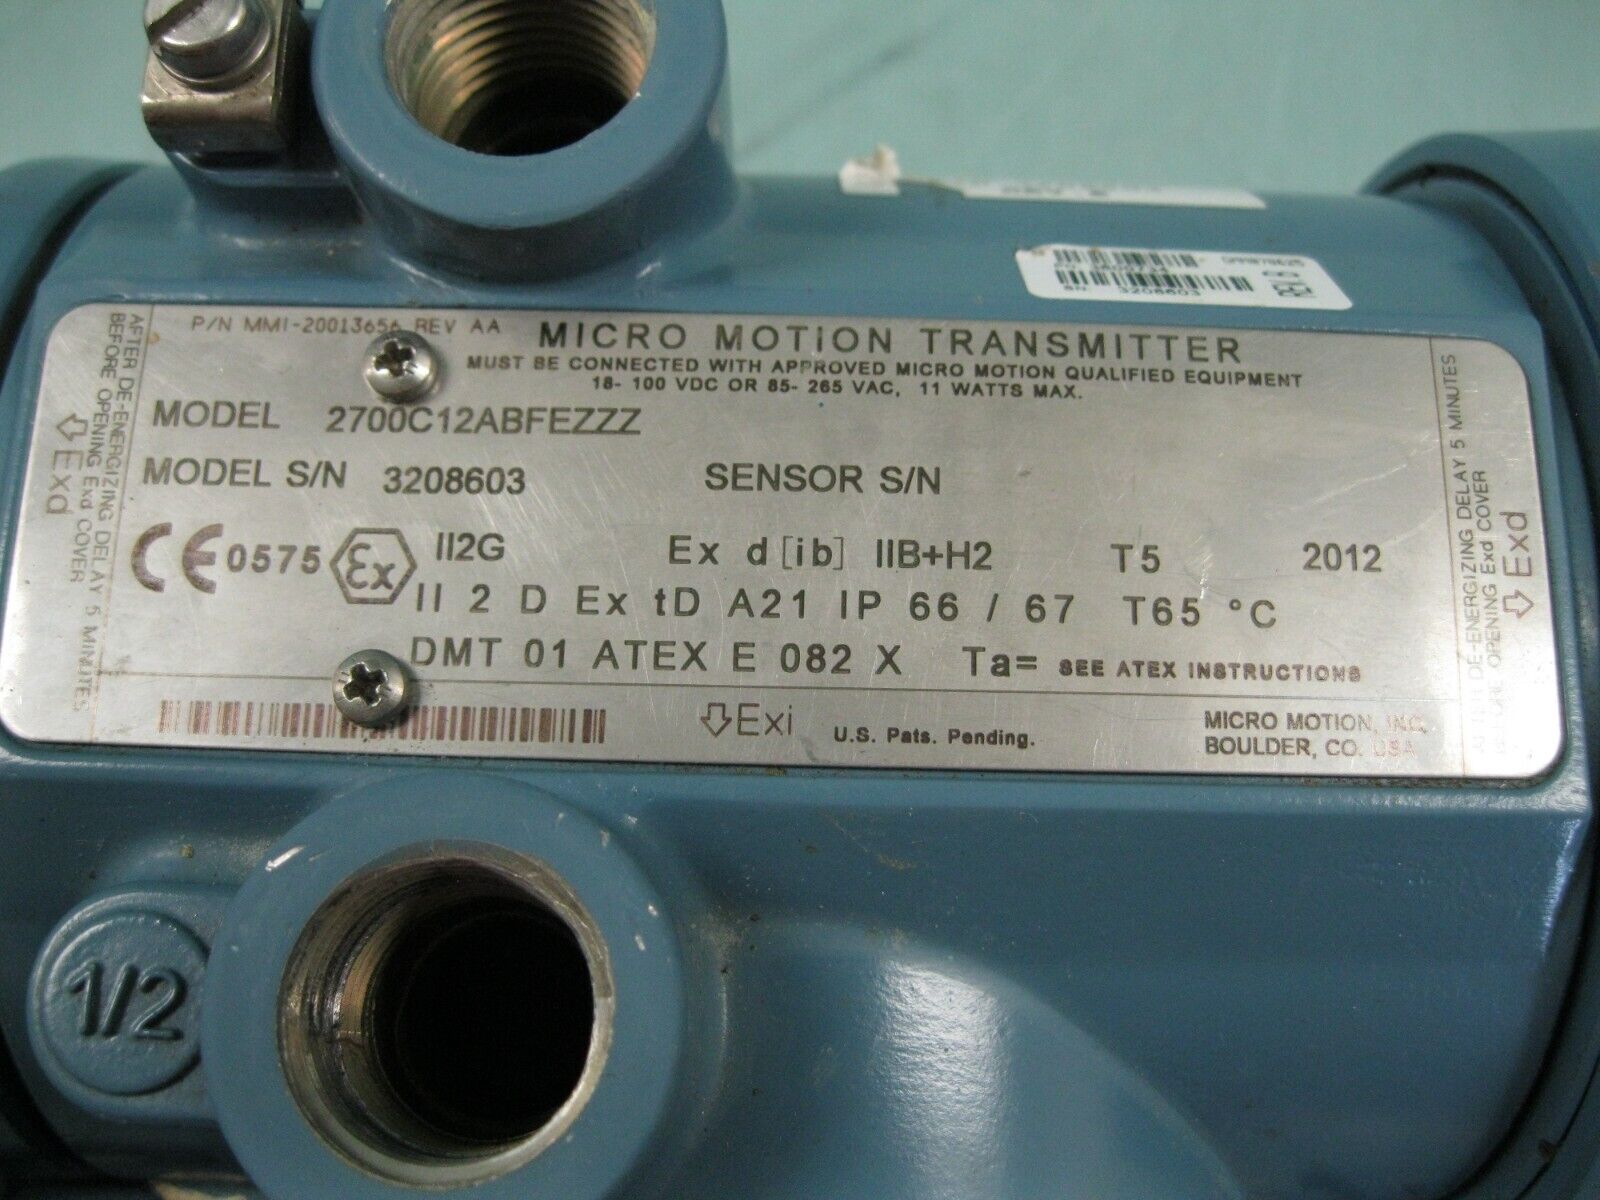 REV B
S/N 3208603
P/N MMI-20013656 REV AA
MICRO MOTION TRANSMITTER
MUST BE CONNECTED WITH APPROVED MICRO MOTION QUALIFIED EQUIPMENT
18- 100 VDC OR 85- 265 VAC, 11 WATTS MAX.
MODEL 2700C12ABFEZZZ
MODEL S/N 3208603 SENSOR S/N
CE 0575 Ex II2G Ex d [ib] IIB+H2 T5 2012
II 2 D Ex tD A21 IP 66 / 67 T65 °C
DMT 01 ATEX E 082 X Ta= SEE ATEX INSTRUCTIONS
Exi U.S. Pats. Pending.
MICRO MOTION, INC.
BOULDER, CO. USA
AFTER DE-ENERGIZING DELAY 5 MINUTES
BEFORE OPENING Exd COVER
Exd
AFTER DE-ENERGIZING DELAY 5 MINUTES
BEFORE OPENING Exd COVER
Exd
1/2